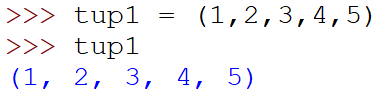 >>> tup1 = (1,2,3,4,5)
>>> tup1
(1, 2, 3, 4, 5)